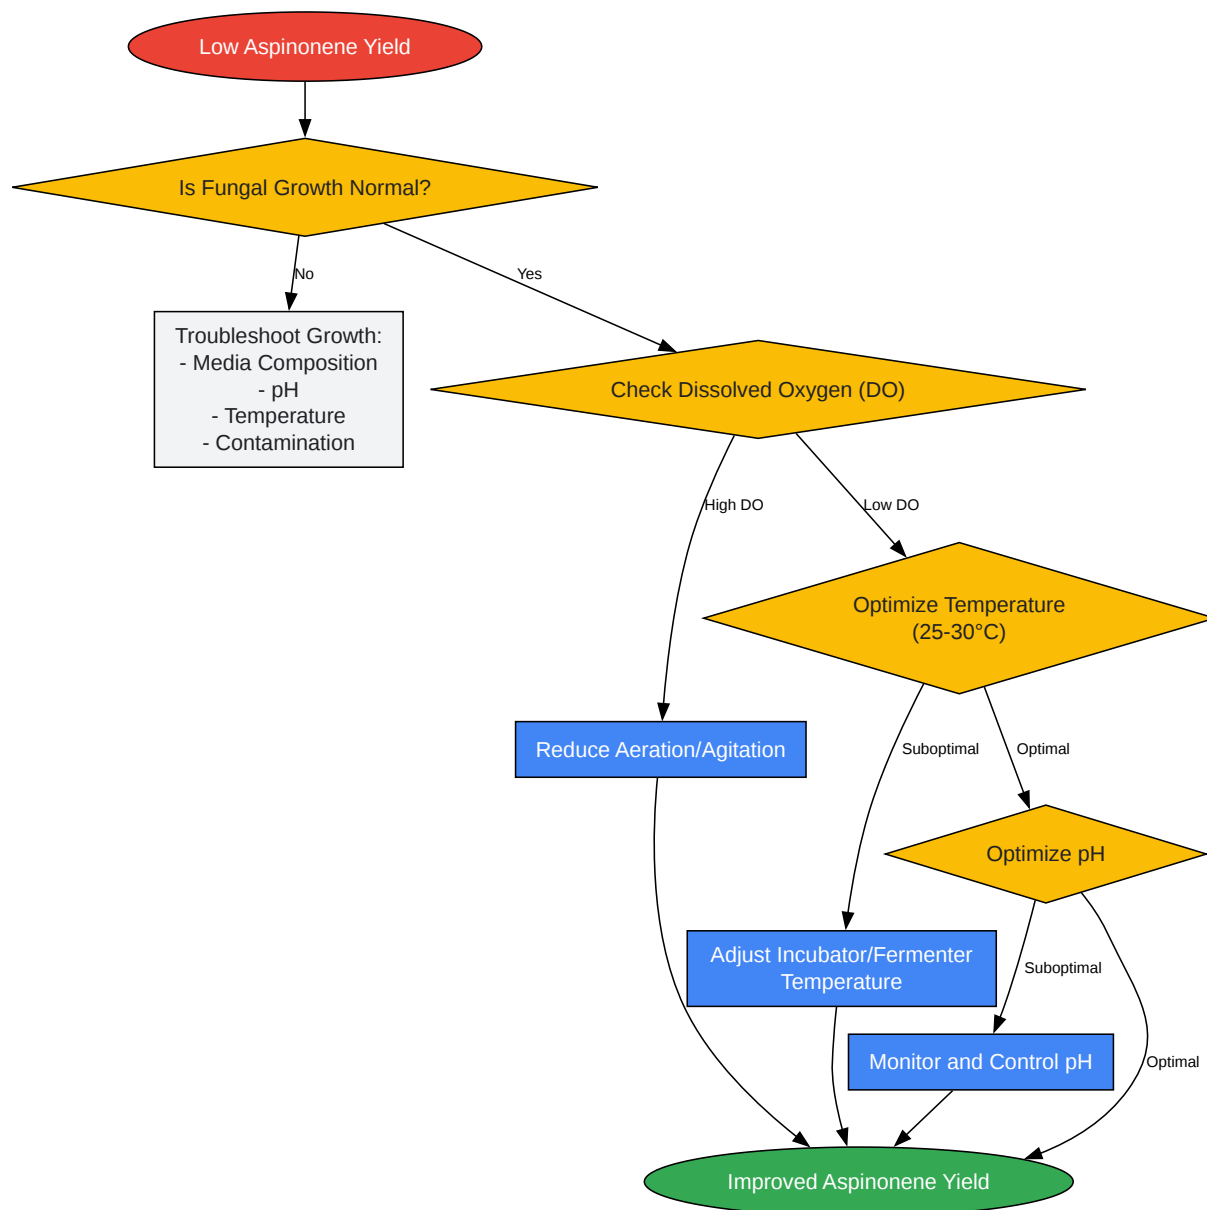 Low Aspinonene Yield
Is Fungal Growth Normal?
No
Yes
Troubleshoot Growth:
- Media Composition
- pH
- Temperature
- Contamination
Check Dissolved Oxygen (DO)
High DO
Low DO
Optimize Temperature
(25-30°C)
Reduce Aeration/Agitation
Suboptimal
Optimal
Optimize pH
Adjust Incubator/Fermenter
Temperature
Suboptimal
Monitor and Control pH
Optimal
Improved Aspinonene Yield